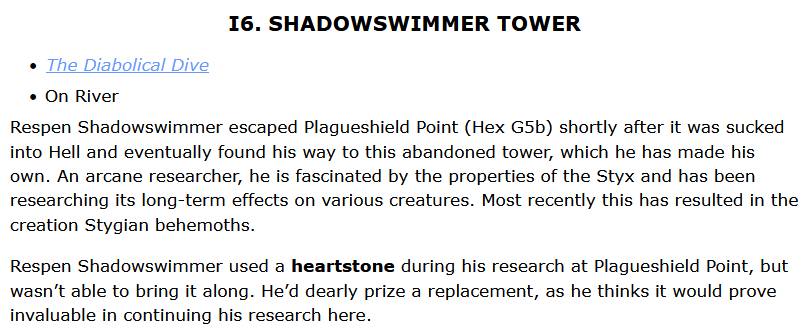 I6. SHADOWSWIMMER TOWER
• The Diabolical Dive
• On River
Respen Shadowswimmer escaped Plagueshield Point (Hex G5b) shortly after it was sucked
into Hell and eventually found his way to this abandoned tower, which he has made his
own. An arcane researcher, he is fascinated by the properties of the Styx and has been
researching its long-term effects on various creatures. Most recently this has resulted in the
creation Stygian behemoths.
Respen Shadowswimmer used a heartstone during his research at Plagueshield Point, but
wasn’t able to bring it along. He’d dearly prize a replacement, as he thinks it would prove
invaluable in continuing his research here.